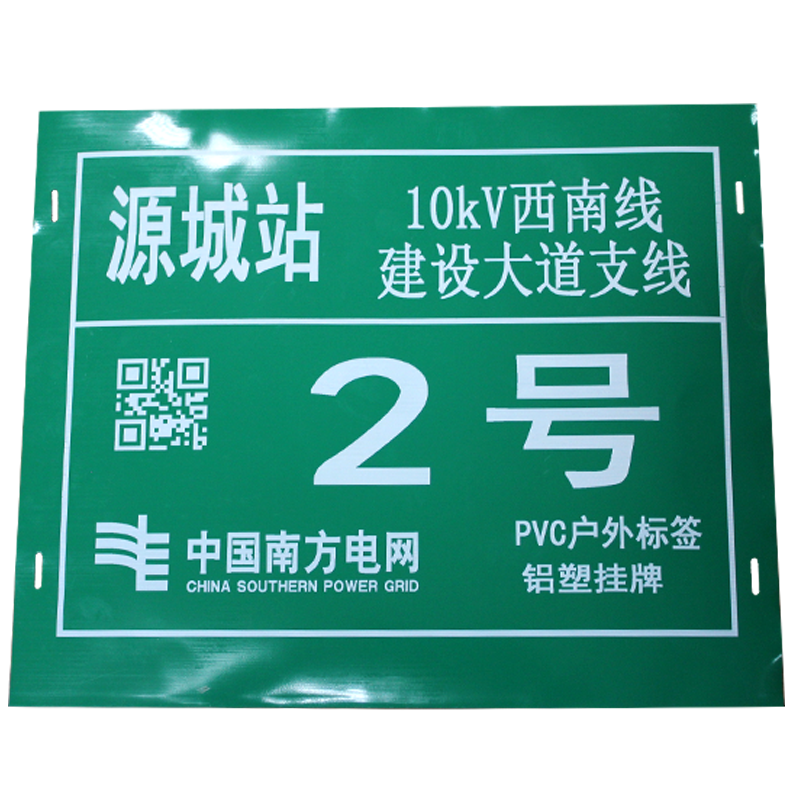 源城站
10kV西南线
建设大道支线
2号
中国南方电网
CHINA SOUTHERN POWER GRID
PVC户外标签
铝塑挂牌